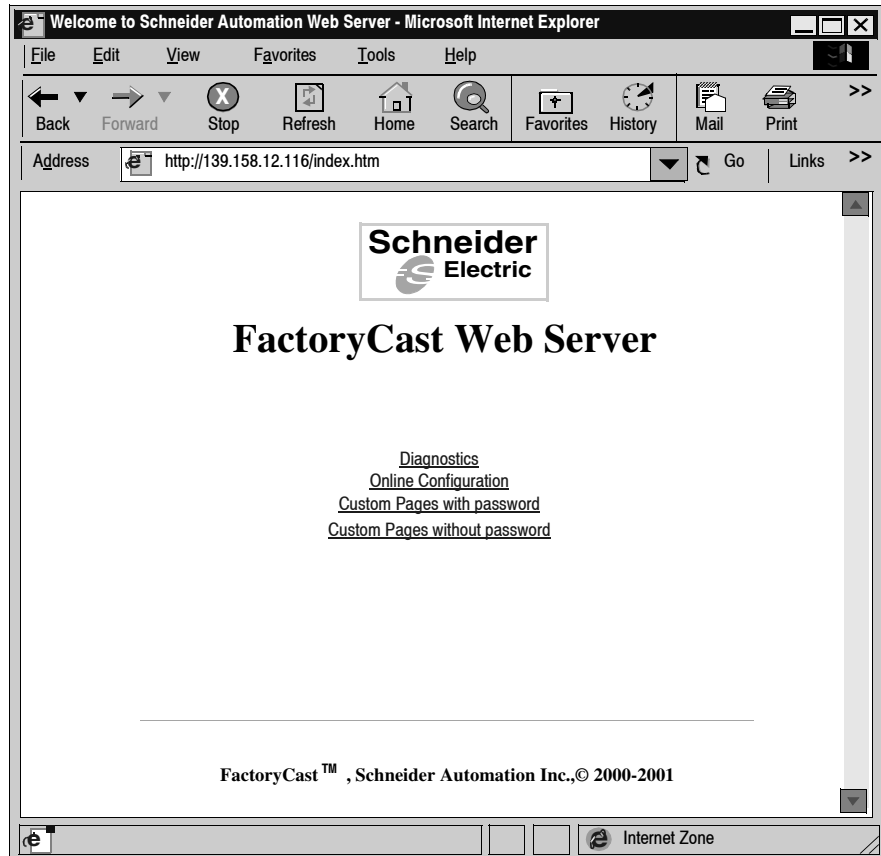 Welcome to Schneider Automation Web Server - Microsoft Internet Explorer
File Edit View Favorites Tools Help
Back Forward Stop Refresh Home Search Favorites History Mail Print >>
Address http://139.158.12.116/index.htm Go Links >>
Schneider
Electric
FactoryCast Web Server
Diagnostics
Online Configuration
Custom Pages with password
Custom Pages without password
FactoryCast™ , Schneider Automation Inc.,© 2000-2001
Internet Zone